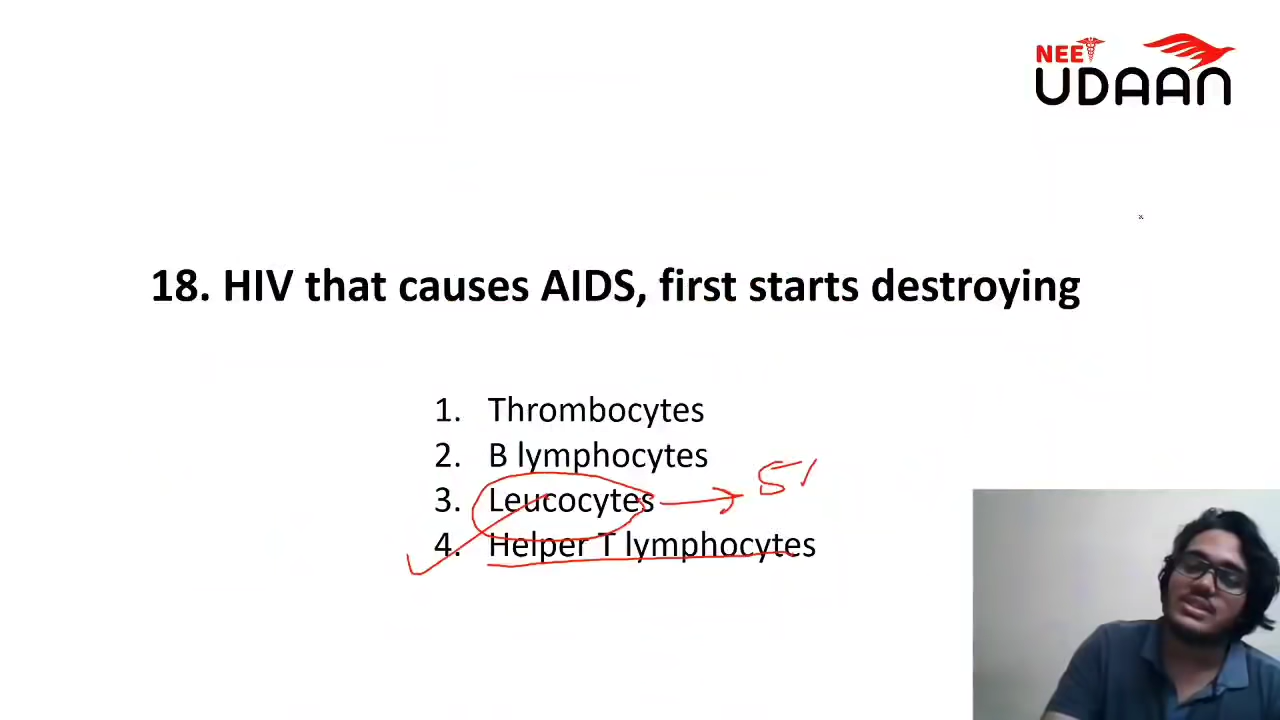 NEET
UDAAN
18. HIV that causes AIDS, first starts destroying
1. Thrombocytes
2. B lymphocytes
3. Leucocytes
4. Helper T lymphocytes